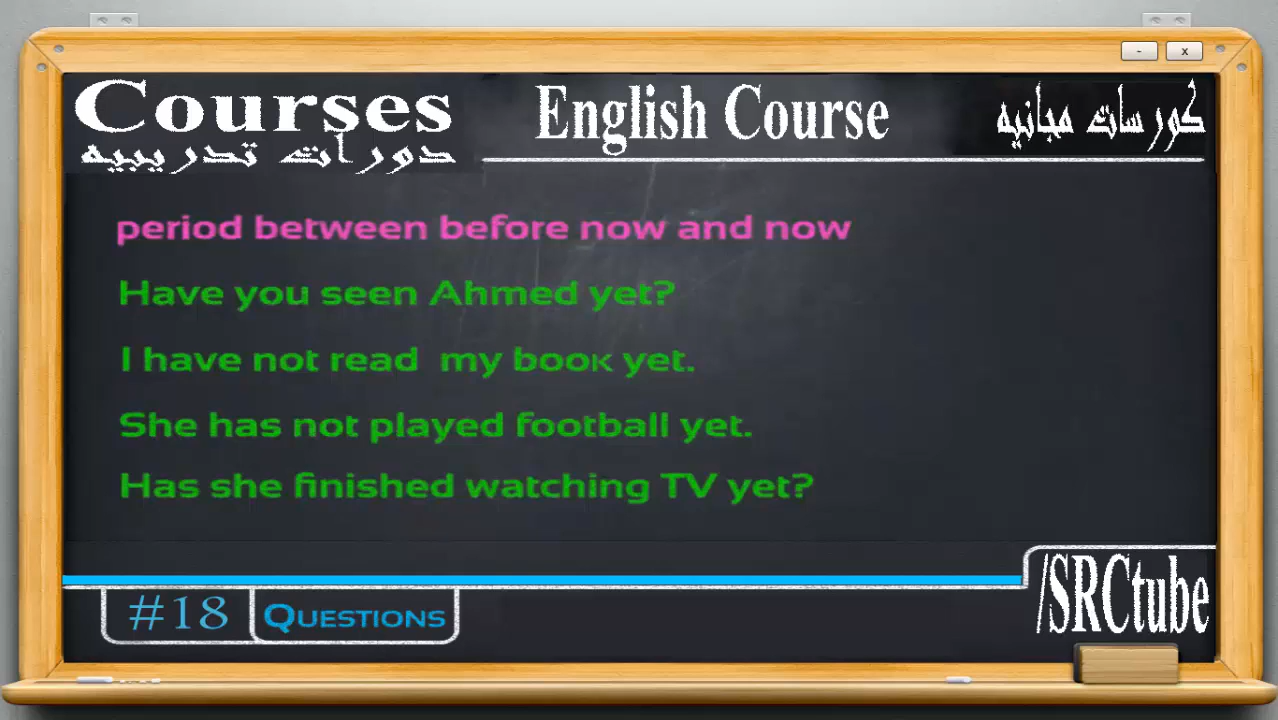 Courses
دورات تدريبيه
English Course
كورسات مجانيه
- x
period between before now and now
Have you seen Ahmed yet?
I have not read my book yet.
She has not played football yet.
Has she finished watching TV yet?
#18
Questions
/SRCtube